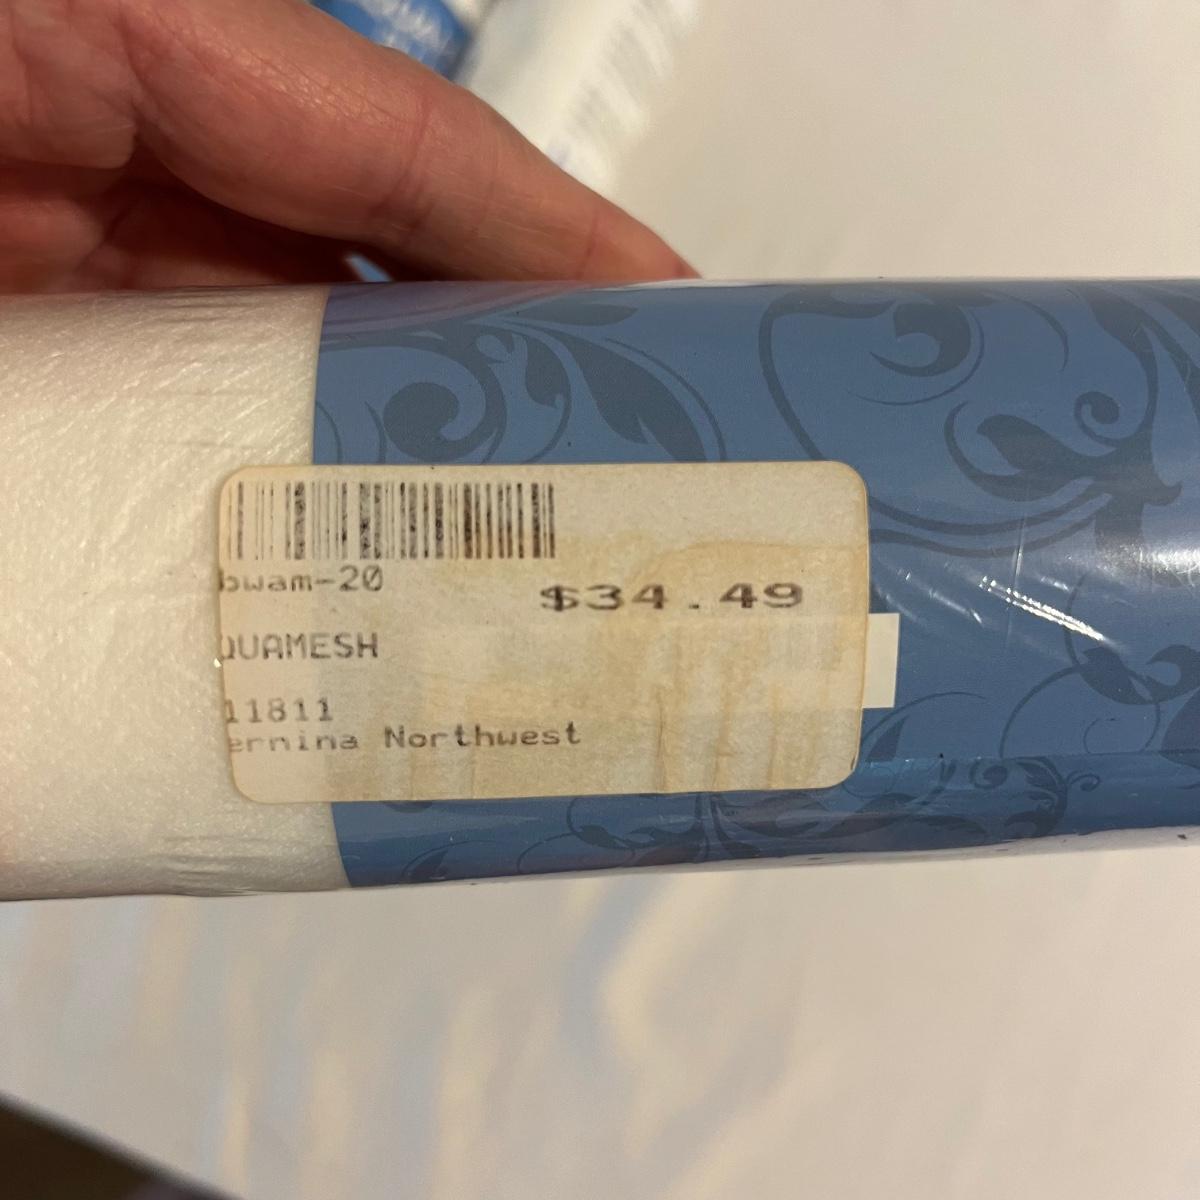 bwam-20
$34.49
QUAMESH
11811
ernina Northwest